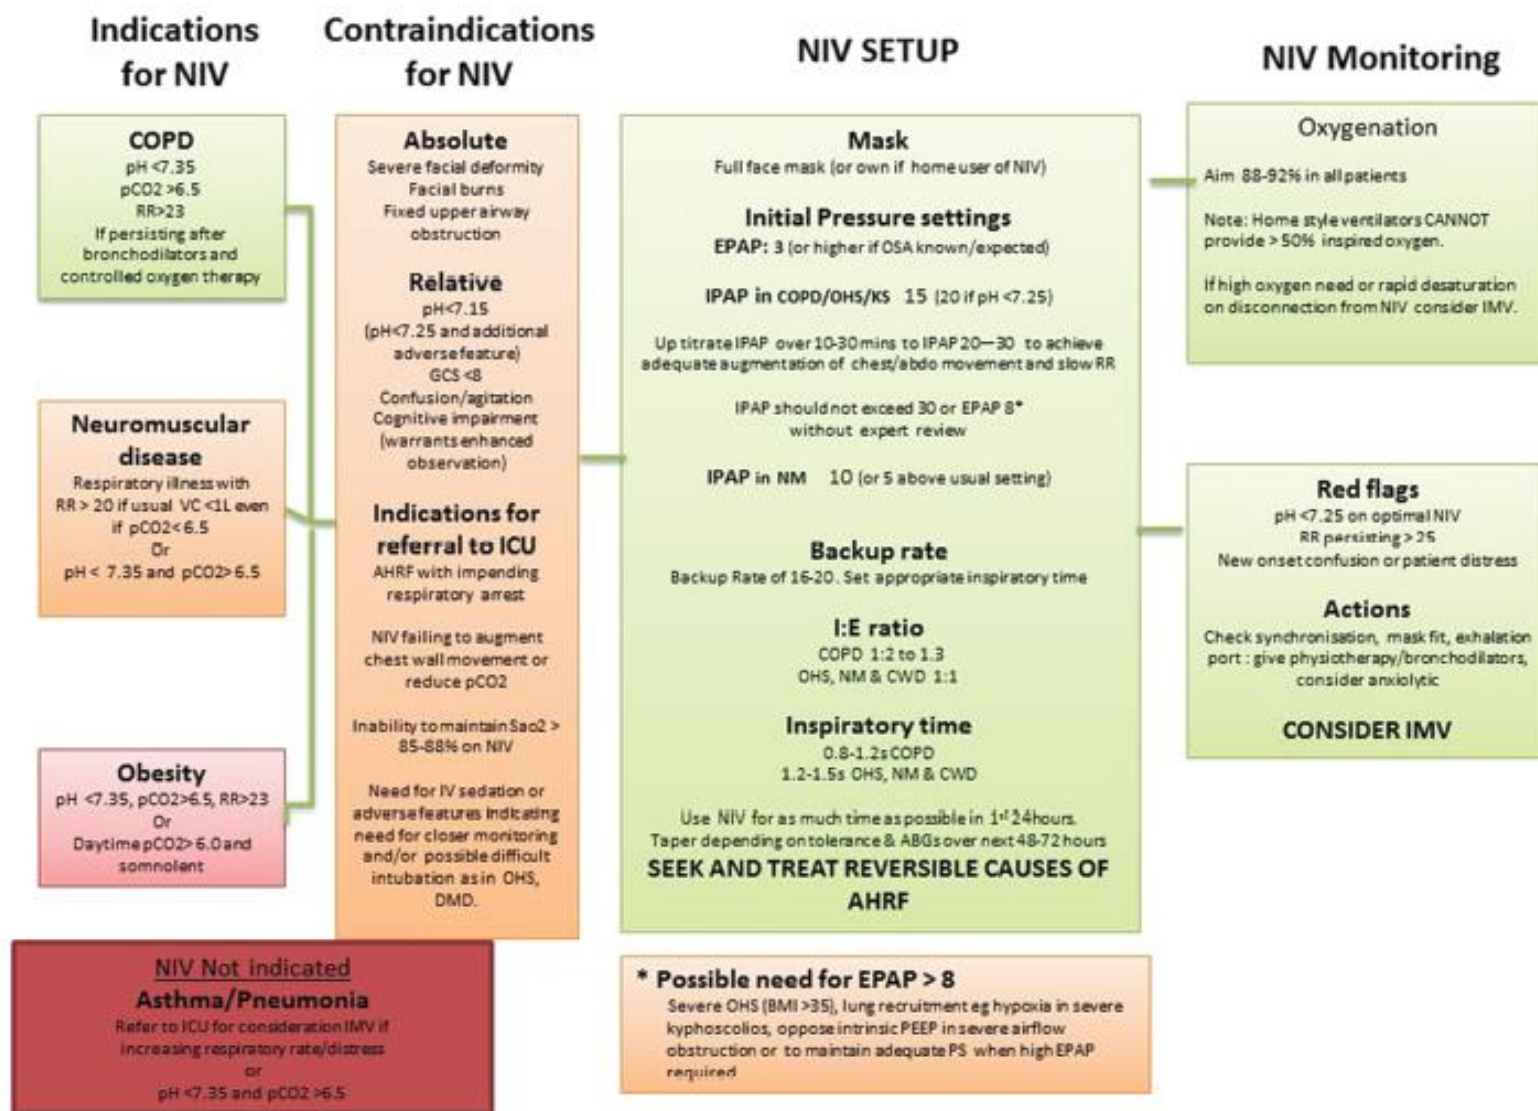 Indications
for NIV
COPD
pH <7.35
pCO2 >6.5
RR>23
If persisting after
bronchodilators and
controlled oxygen therapy
Neuromuscular
disease
Respiratory illness with
RR > 20 if usual VC <1L even
if pCO2< 6.5
Or
pH < 7.35 and pCO2> 6.5
Obesity
pH <7.35, pCO2>6.5, RR>23
Or
Daytime pCO2> 6.0 and
somnolent
NIV Not indicated
Asthma/Pneumonia
Refer to ICU for consideration IMV if
increasing respiratory rate/distress
or
pH <7.35 and pCO2 >6.5
Contraindications
for NIV
Absolute
Severe facial deformity
Facial burns
Fixed upper airway
obstruction
Relative
pH<7.15
(pH<7.25 and additional
adverse feature)
GCS <8
Confusion/agitation
Cognitive impairment
(warrants enhanced
observation)
Indications for
referral to ICU
AHRF with impending
respiratory arrest
NIV failing to augment
chest wall movement or
reduce pCO2
Inability to maintain Sao2 >
85-88% on NIV
Need for IV sedation or
adverse features indicating
need for closer monitoring
and/or possible difficult
intubation as in OHS,
DMD.
NIV SETUP
Mask
Full face mask (or own if home user of NIV)
Initial Pressure settings
EPAP: 3 (or higher if OSA known/expected)
IPAP in COPD/OHS/KS 15 (20 if pH <7.25)
Up titrate IPAP over 10-30 mins to IPAP 20—30 to achieve
adequate augmentation of chest/abdo movement and slow RR
IPAP should not exceed 30 or EPAP 8*
without expert review
IPAP in NM 10 (or 5 above usual setting)
Backup rate
Backup Rate of 16-20. Set appropriate inspiratory time
I:E ratio
COPD 1:2 to 1.3
OHS, NM & CWD 1:1
Inspiratory time
0.8-1.2s COPD
1.2-1.5s OHS, NM & CWD
Use NIV for as much time as possible in 1st 24hours.
Taper depending on tolerance & ABGs over next 48-72 hours
SEEK AND TREAT REVERSIBLE CAUSES OF
AHRF
* Possible need for EPAP > 8
Severe OHS (BMI >35), lung recruitment eg hypoxia in severe
kyphoscolios, oppose intrinsic PEEP in severe airflow
obstruction or to maintain adequate PS when high EPAP
required
NIV Monitoring
Oxygenation
Aim 88-92% in all patients
Note: Home style ventilators CANNOT
provide > 50% inspired oxygen.
If high oxygen need or rapid desaturation
on disconnection from NIV consider IMV.
Red flags
pH <7.25 on optimal NIV
RR persisting > 25
New onset confusion or patient distress
Actions
Check synchronisation, mask fit, exhalation
port : give physiotherapy/bronchodilators,
consider anxiolytic
CONSIDER IMV